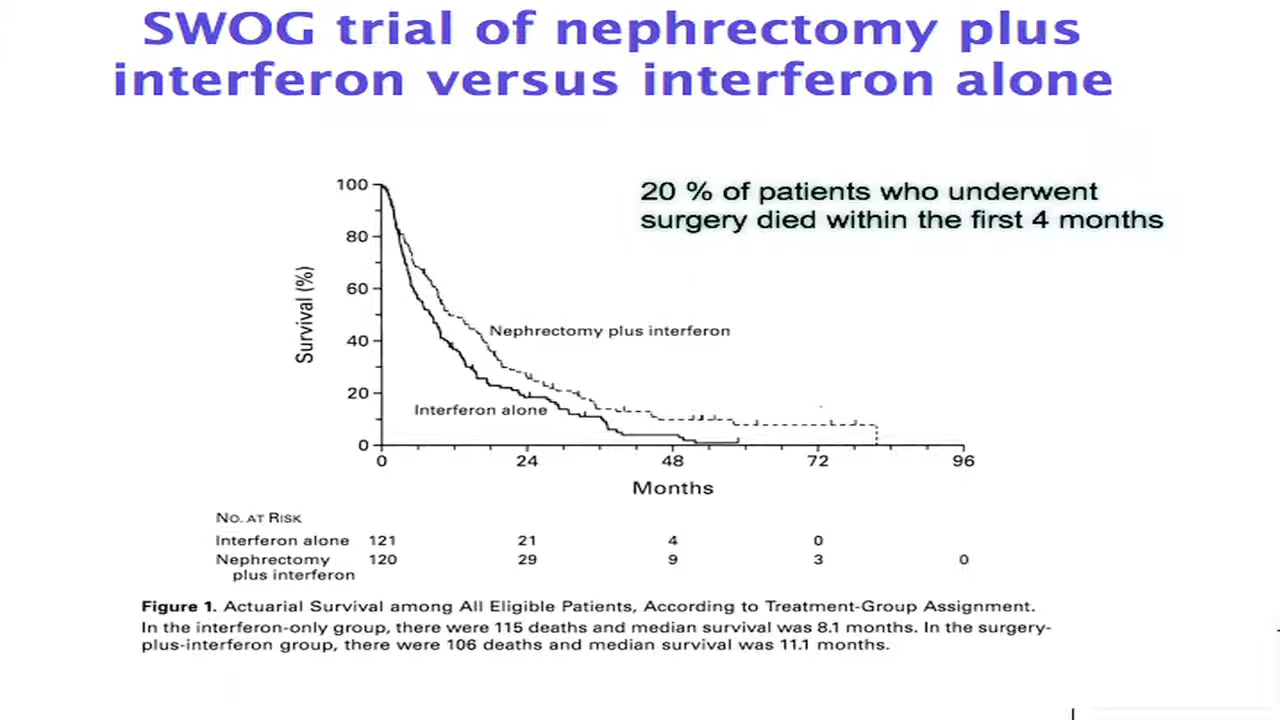 SWOG trial of nephrectomy plus
interferon versus interferon alone
20 % of patients who underwent
surgery died within the first 4 months
100
80
60
40
20
0
Survival (%)
Nephrectomy plus interferon
Interferon alone
0 24 48 72 96
Months
NO. AT RISK
Interferon alone 121 21 4 0
Nephrectomy 120 29 9 3 0
plus interferon
Figure 1. Actuarial Survival among All Eligible Patients, According to Treatment-Group Assignment.
In the interferon-only group, there were 115 deaths and median survival was 8.1 months. In the surgery-
plus-interferon group, there were 106 deaths and median survival was 11.1 months.